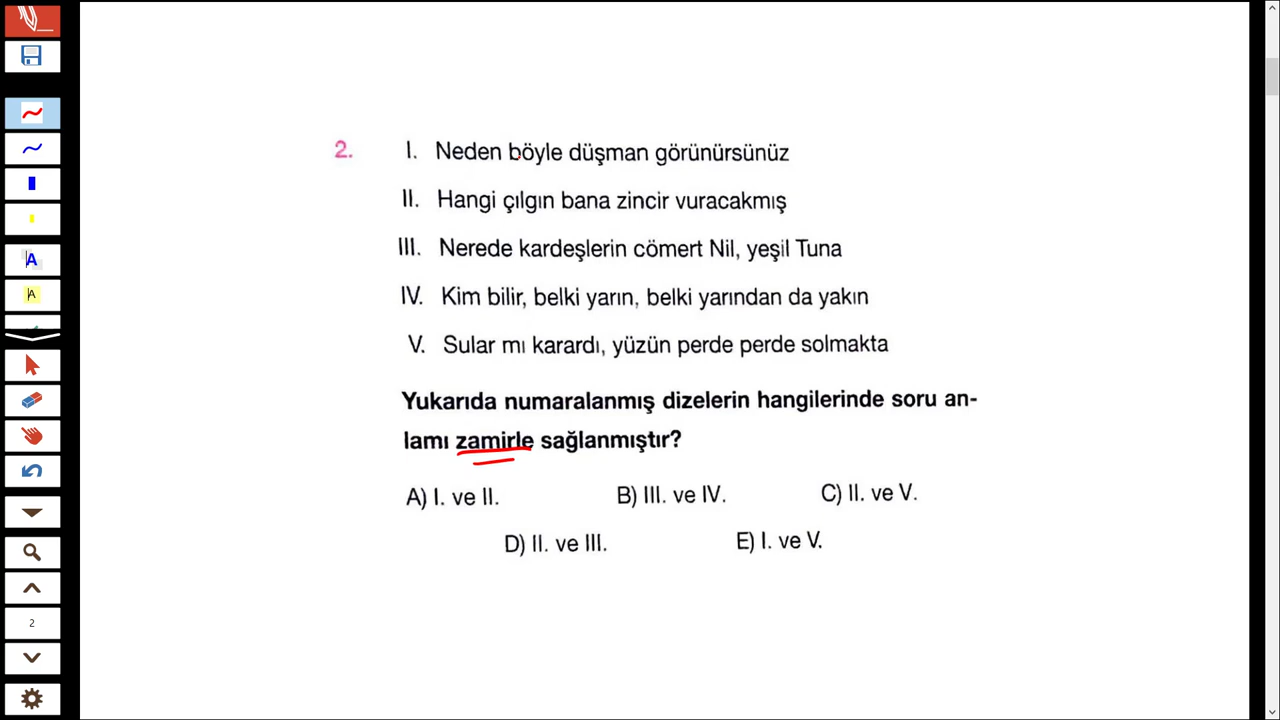 2. I. Neden böyle düşman görünürsünüz
II. Hangi çılgın bana zincir vuracakmış
III. Nerede kardeşlerin cömert Nil, yeşil Tuna
IV. Kim bilir, belki yarın, belki yarından da yakın
V. Sular mı karardı, yüzün perde perde solmakta
Yukarıda numaralanmış dizelerin hangilerinde soru an-
lamı zamirle sağlanmıştır?
A) I. ve II. B) III. ve IV. C) II. ve V.
D) II. ve III. E) I. ve V.
A
A
2